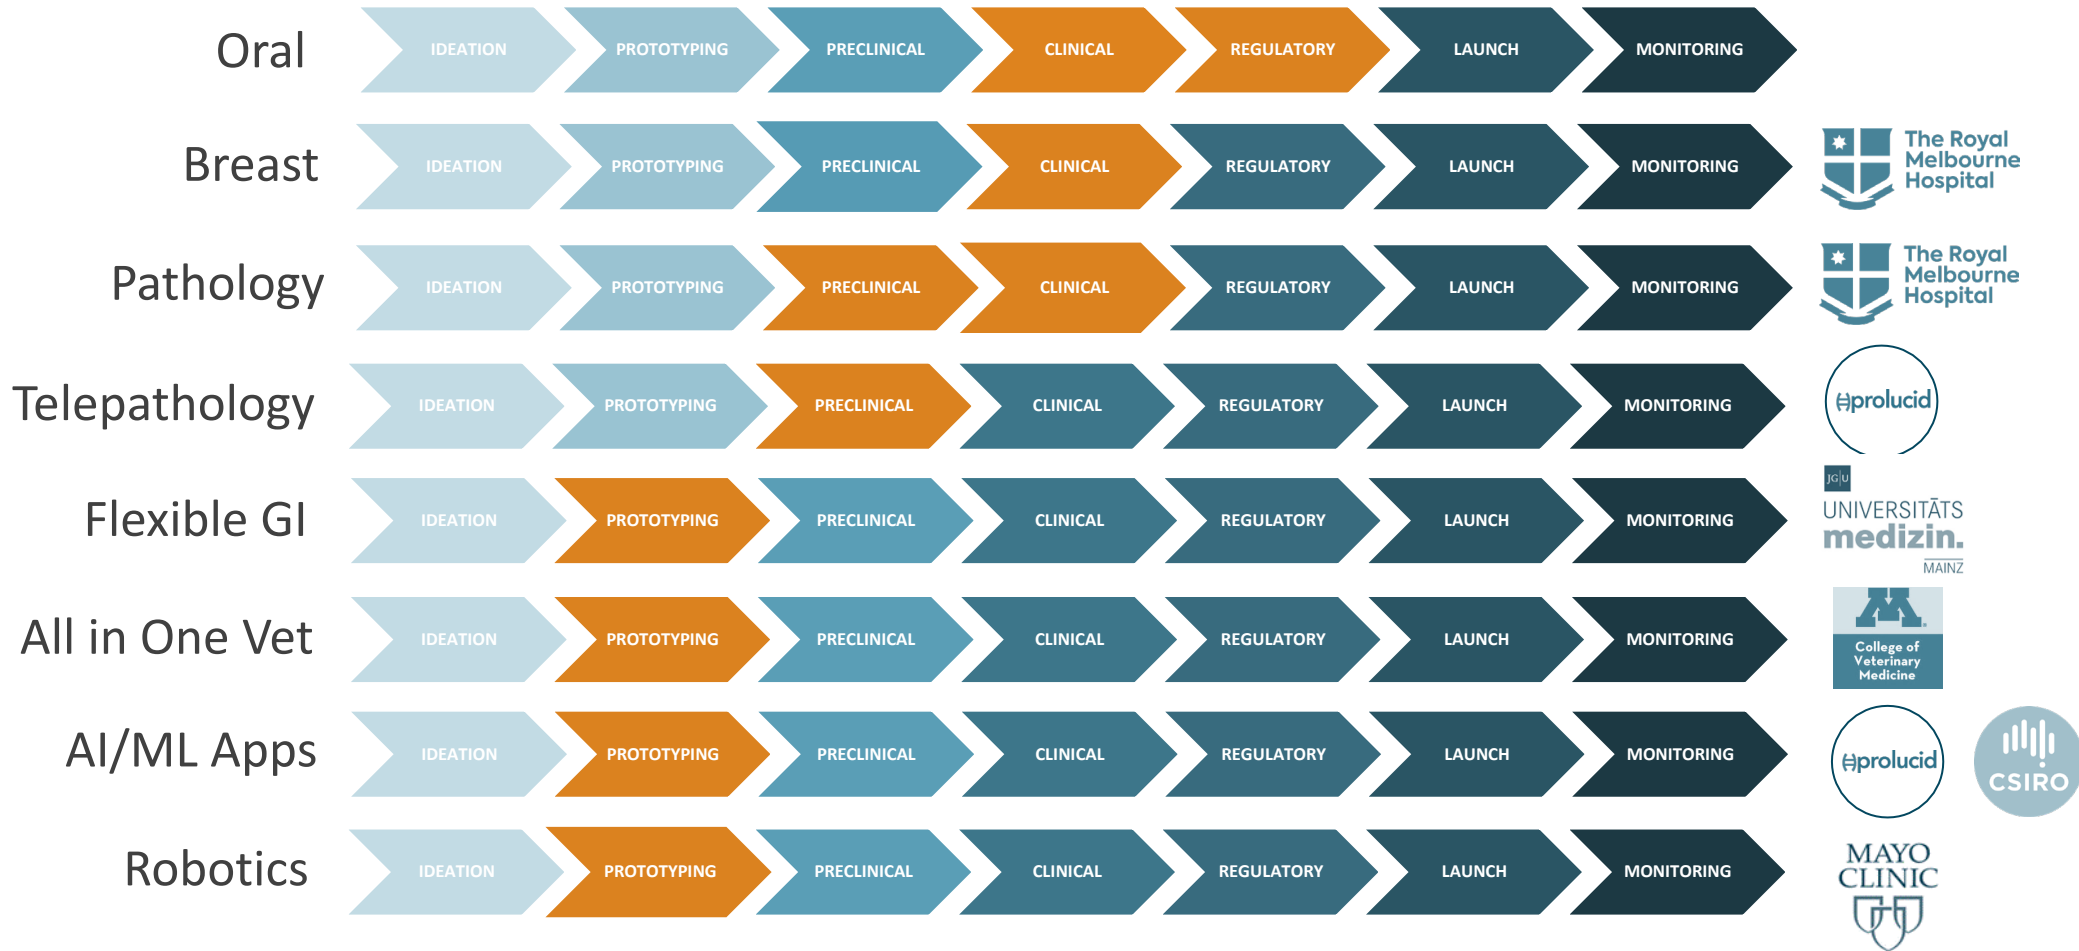 Oral IDEATION PROTOTYPING PRECLINICAL CLINICAL REGULATORY LAUNCH MONITORING
Breast IDEATION PROTOTYPING PRECLINICAL CLINICAL REGULATORY LAUNCH MONITORING
The Royal
Melbourne
Hospital
Pathology IDEATION PROTOTYPING PRECLINICAL CLINICAL REGULATORY LAUNCH MONITORING
The Royal
Melbourne
Hospital
Telepathology IDEATION PROTOTYPING PRECLINICAL CLINICAL REGULATORY LAUNCH MONITORING
prolucid
Flexible GI IDEATION PROTOTYPING PRECLINICAL CLINICAL REGULATORY LAUNCH MONITORING
JG|U
UNIVERSITÄTS
medizin.
MAINZ
All in One Vet IDEATION PROTOTYPING PRECLINICAL CLINICAL REGULATORY LAUNCH MONITORING
M
College of
Veterinary
Medicine
AI/ML Apps IDEATION PROTOTYPING PRECLINICAL CLINICAL REGULATORY LAUNCH MONITORING
prolucid
CSIRO
Robotics IDEATION PROTOTYPING PRECLINICAL CLINICAL REGULATORY LAUNCH MONITORING
MAYO
CLINIC